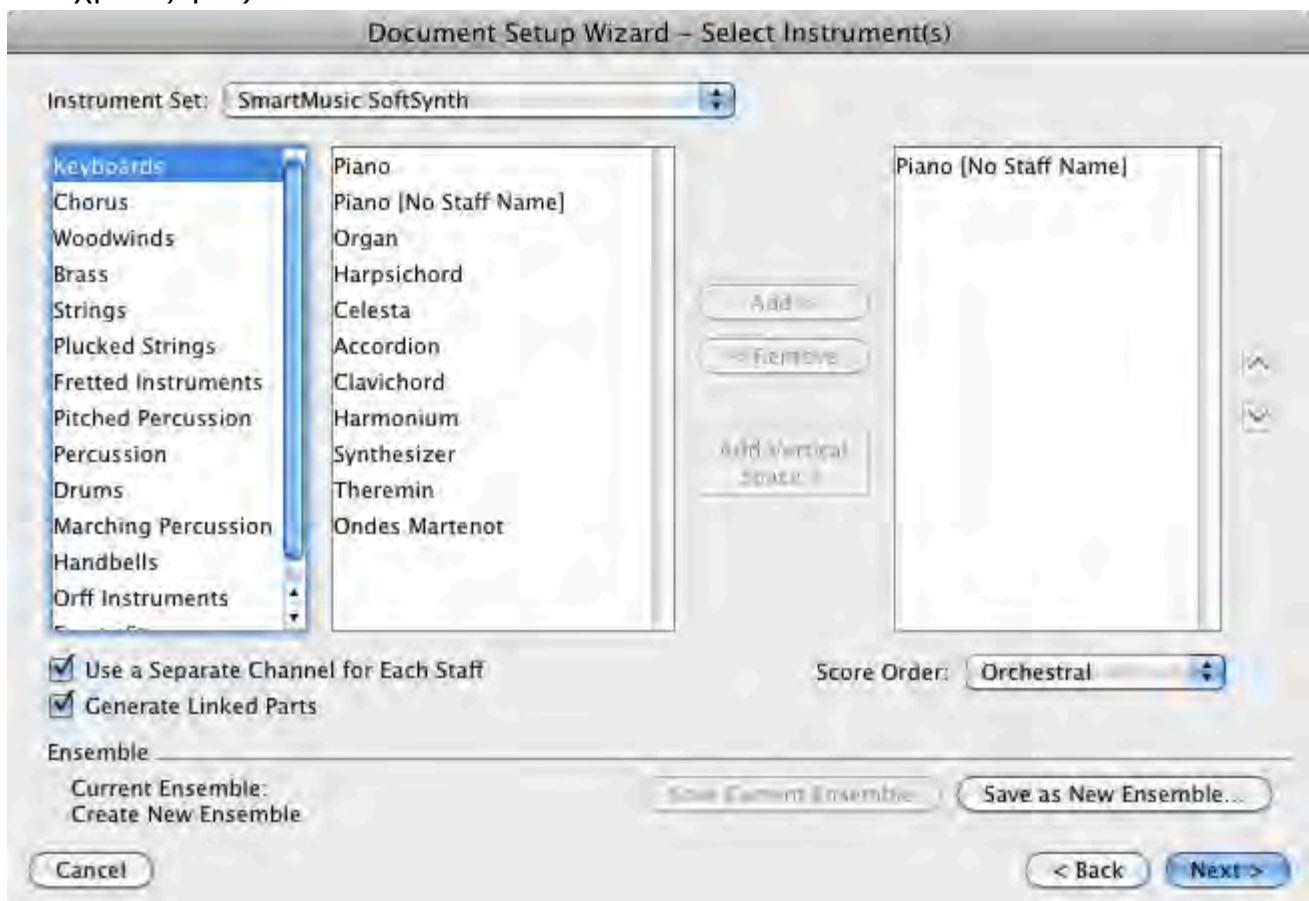 Document Setup Wizard – Select Instrument(s)
Instrument Set: SmartMusic SoftSynth
Keyboards
Chorus
Woodwinds
Brass
Strings
Plucked Strings
Fretted Instruments
Pitched Percussion
Percussion
Drums
Marching Percussion
Handbells
Orff Instruments
Piano
Piano [No Staff Name]
Organ
Harpsichord
Celesta
Accordion
Clavichord
Harmonium
Synthesizer
Theremin
Ondes Martenot
Add >
< Remove
Add Vertical
Space >
Piano [No Staff Name]
Use a Separate Channel for Each Staff
Generate Linked Parts
Score Order: Orchestral
Ensemble
Current Ensemble:
Create New Ensemble
Save Current Ensemble
Save as New Ensemble...
Cancel
< Back
Next >